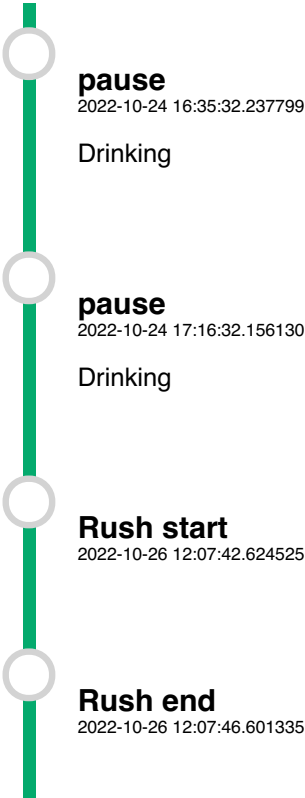 pause
2022-10-24 16:35:32.237799
Drinking
pause
2022-10-24 17:16:32.156130
Drinking
Rush start
2022-10-26 12:07:42.624525
Rush end
2022-10-26 12:07:46.601335